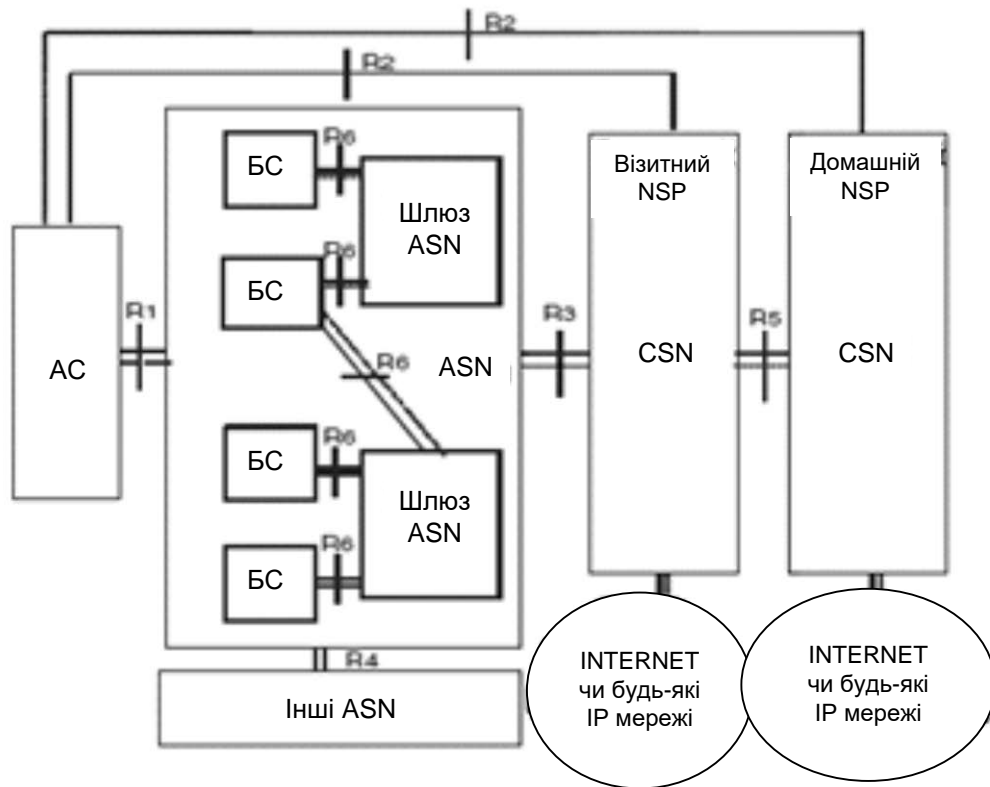 R2
R2
R6
БС
Шлюз
ASN
R6
БС
R1
АС
R6
ASN
R6
БС
Шлюз
ASN
R6
БС
R3
Візитний
NSP
CSN
R5
Домашній
NSP
CSN
R4
Інші ASN
INTERNET
чи будь-які
IP мережі
INTERNET
чи будь-які
IP мережі